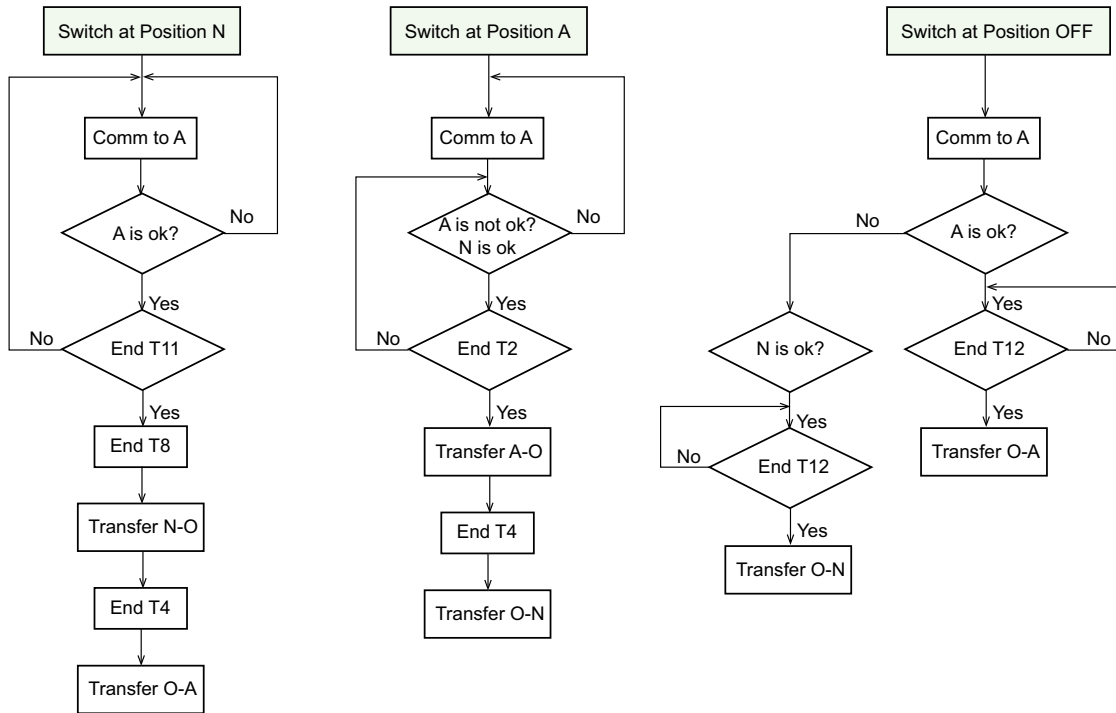 Switch at Position N
Comm to A
A is ok?
No
Yes
No
End T11
Yes
End T8
Transfer N-O
End T4
Transfer O-A
Switch at Position A
Comm to A
A is not ok?
N is ok
No
Yes
No
End T2
Yes
Transfer A-O
End T4
Transfer O-N
Switch at Position OFF
Comm to A
No
A is ok?
Yes
End T12
No
Yes
Transfer O-A
N is ok?
Yes
No
End T12
Yes
Transfer O-N